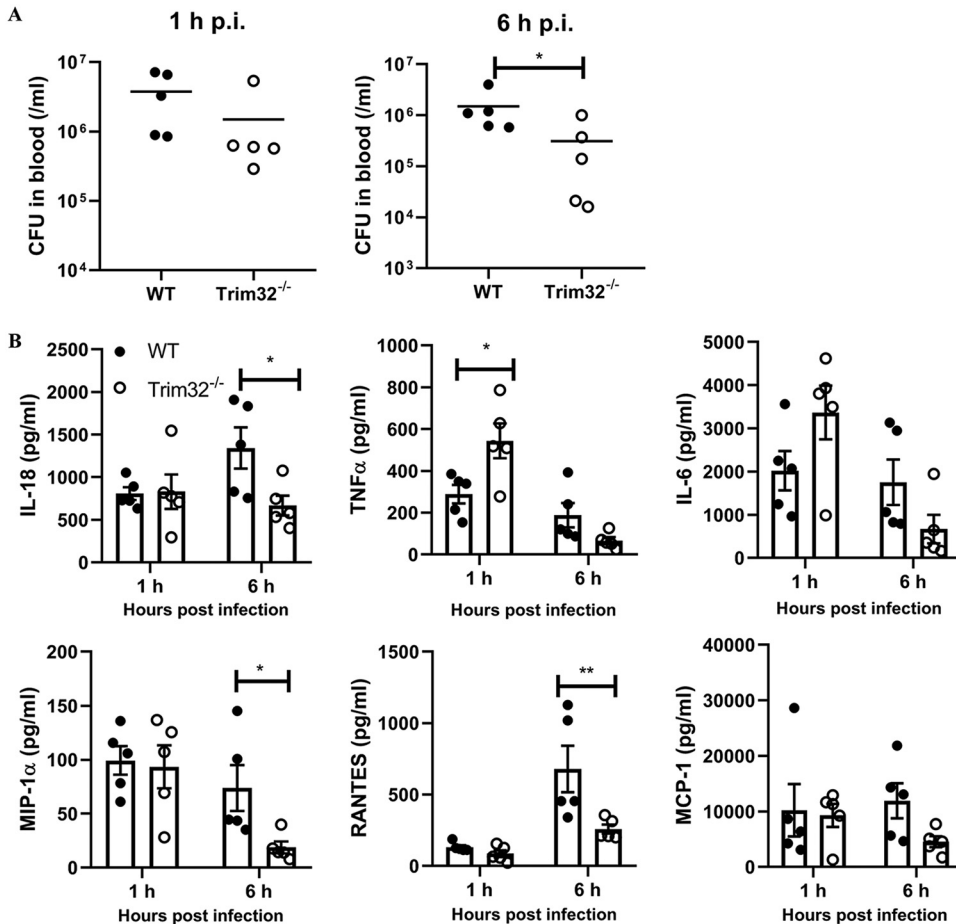 A
1 h p.i.
CFU in blood (/ml)
10⁷
10⁶
10⁵
10⁴
WT
Trim32⁻/⁻
6 h p.i.
*
CFU in blood (/ml)
10⁷
10⁶
10⁵
10⁴
10³
WT
Trim32⁻/⁻
B
WT
Trim32⁻/⁻
*
IL-18 (pg/ml)
2500
2000
1500
1000
500
0
1 h
6 h
Hours post infection
*
TNFα (pg/ml)
1000
800
600
400
200
0
1 h
6 h
Hours post infection
IL-6 (pg/ml)
5000
4000
3000
2000
1000
0
1 h
6 h
Hours post infection
*
MIP-1α (pg/ml)
200
150
100
50
0
1 h
6 h
Hours post infection
**
RANTES (pg/ml)
1500
1000
500
0
1 h
6 h
Hours post infection
MCP-1 (pg/ml)
40000
30000
20000
10000
0
1 h
6 h
Hours post infection